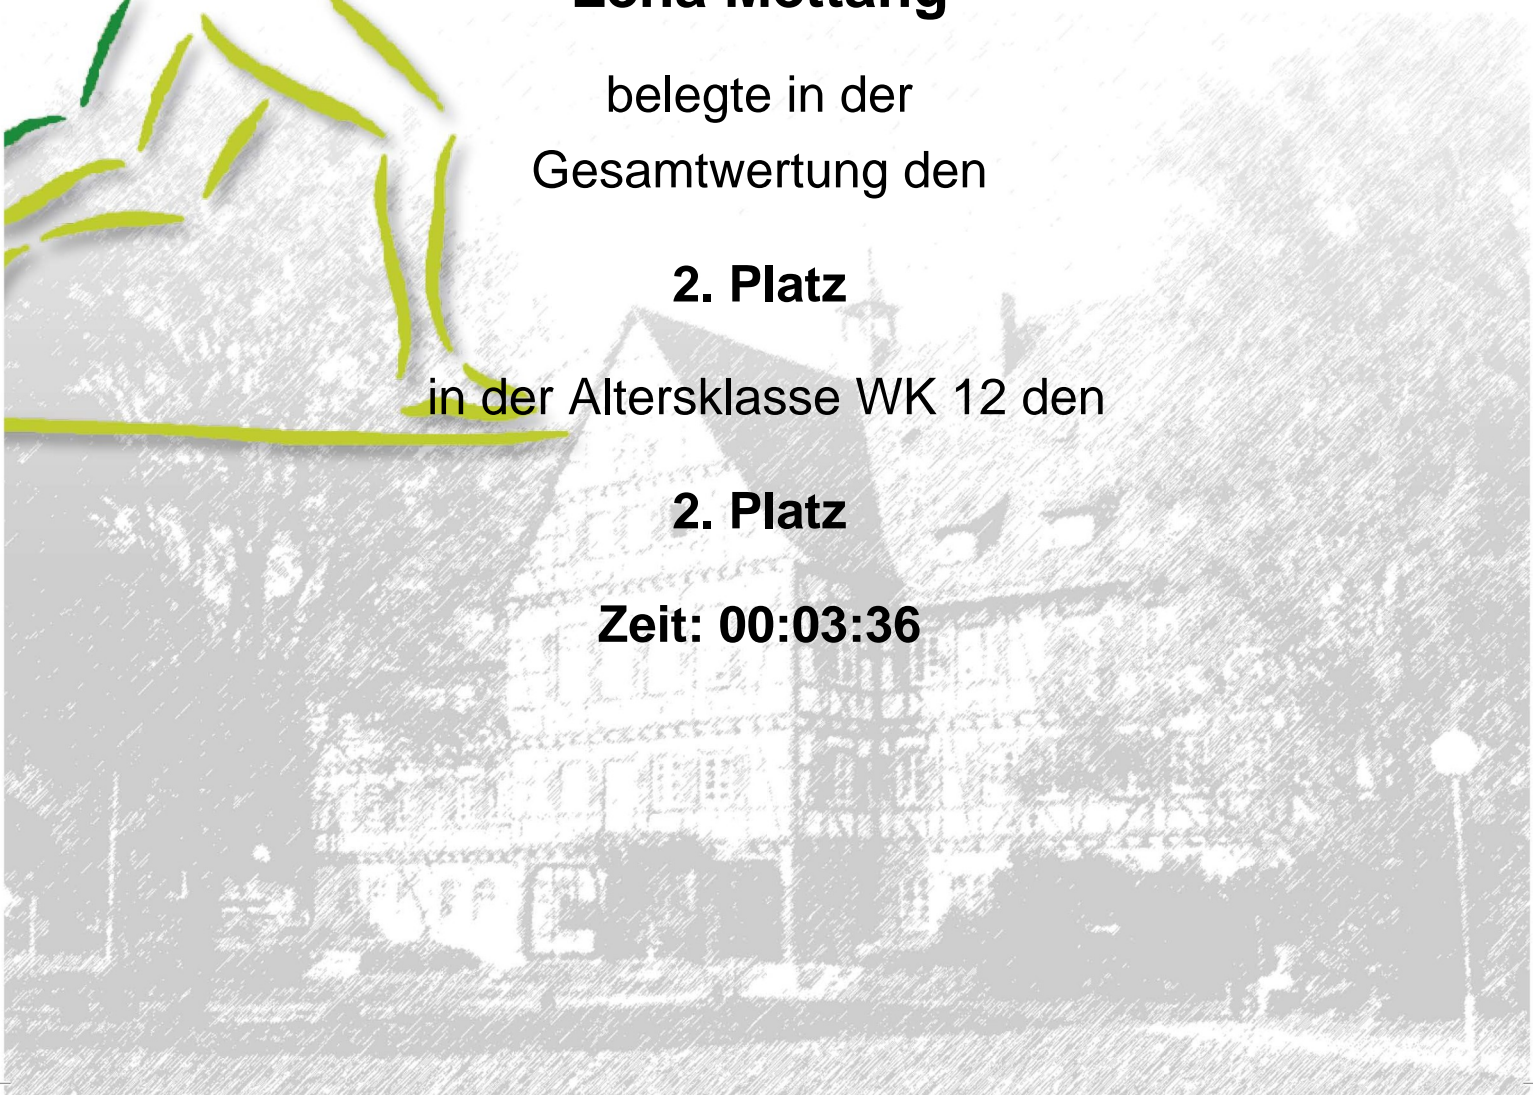 belegte in der
Gesamtwertung den
2. Platz
in der Altersklasse WK 12 den
2. Platz
Zeit: 00:03:36